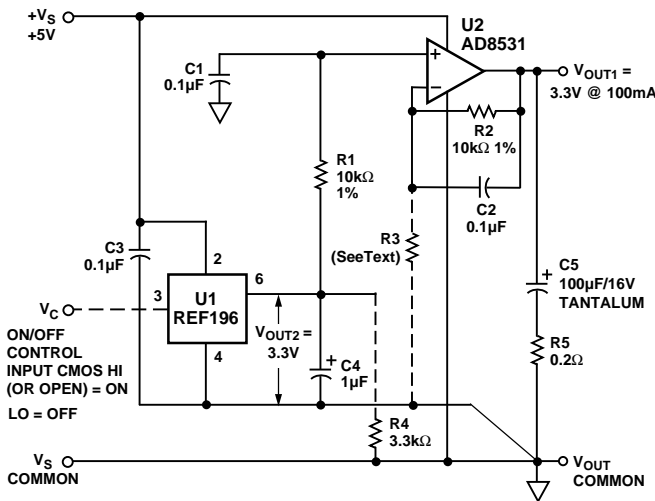 +VS
+5V
U2
AD8531
C1
0.1µF
VOUT1 =
3.3V @ 100mA
R2
10kΩ 1%
R1
10kΩ
1%
C2
0.1µF
R3
(SeeText)
C3
0.1µF
2
C5
100µF/16V
TANTALUM
6
3
U1
REF196
VC
VOUT2 =
3.3V
ON/OFF
CONTROL
INPUT CMOS HI
(OR OPEN) = ON
LO = OFF
4
C4
1µF
R5
0.2Ω
R4
3.3kΩ
VS
COMMON
VOUT
COMMON